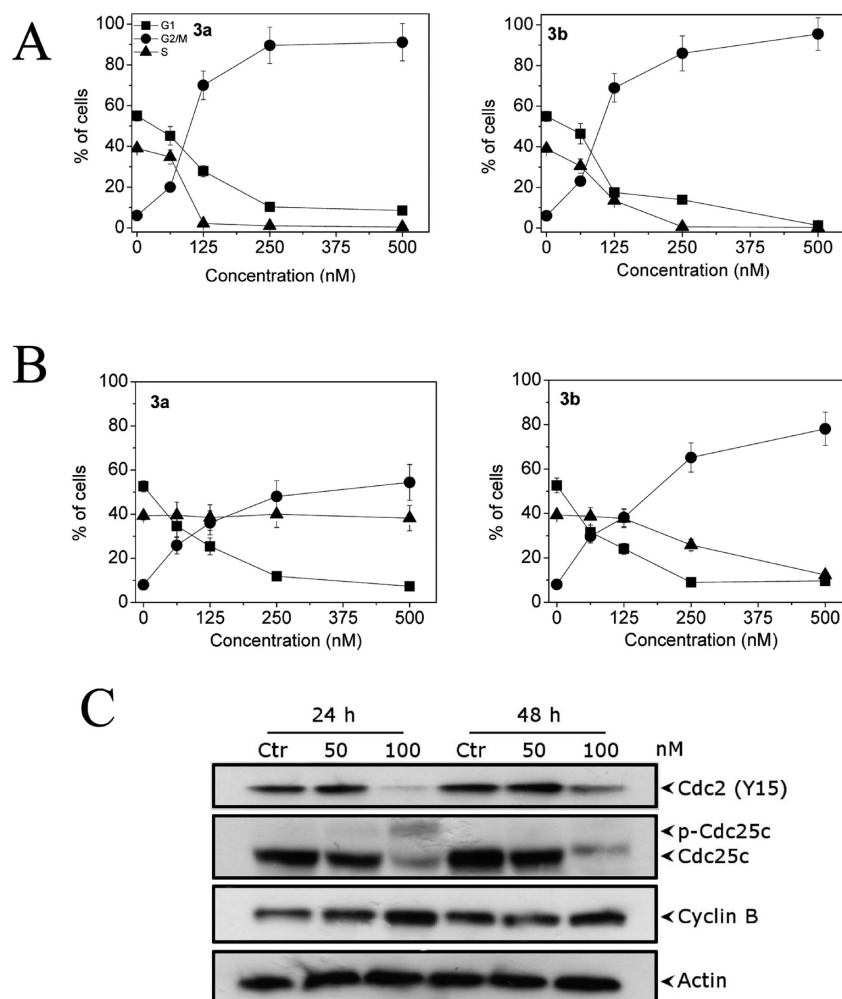 A
G1
G2/M
S
3a
100
80
60
40
20
0
% of cells
0 125 250 375 500
Concentration (nM)
3b
100
80
60
40
20
0
% of cells
0 125 250 375 500
Concentration (nM)
B
3a
100
80
60
40
20
0
% of cells
0 125 250 375 500
Concentration (nM)
3b
100
80
60
40
20
0
% of cells
0 125 250 375 500
Concentration (nM)
C
24 h 48 h
Ctr 50 100 Ctr 50 100 nM
Cdc2 (Y15)
p-Cdc25c
Cdc25c
Cyclin B
Actin